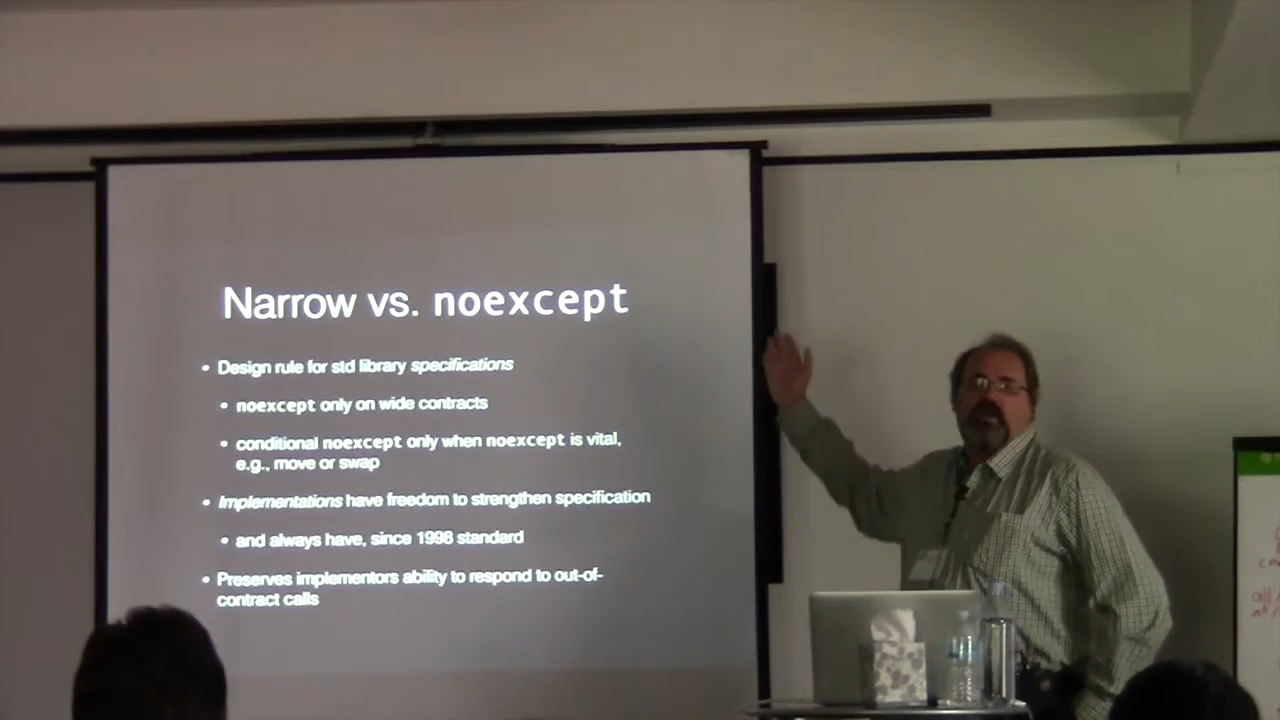 Narrow vs. noexcept
• Design rule for std library specifications
• noexcept only on wide contracts
• conditional noexcept only when noexcept is vital,
e.g., move or swap
• Implementations have freedom to strengthen specification
• and always have, since 1998 standard
• Preserves implementors ability to respond to out-of-
contract calls